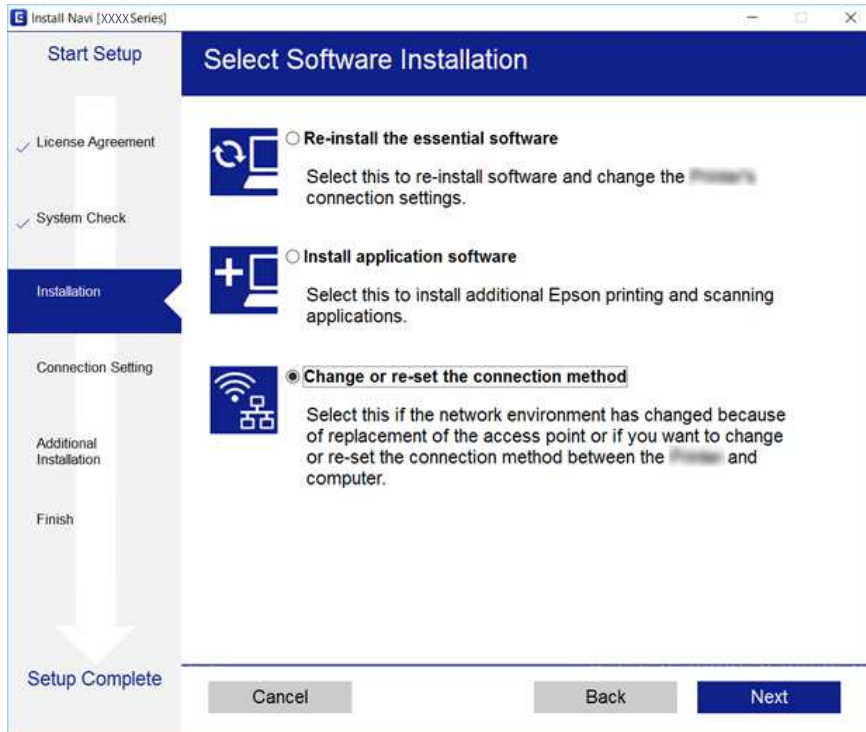 Install Navi [XXXX Series]
Start Setup
License Agreement
System Check
Installation
Connection Setting
Additional
Installation
Finish
Setup Complete
Select Software Installation
Re-install the essential software
Select this to re-install software and change the
connection settings.
Install application software
Select this to install additional Epson printing and scanning
applications.
Change or re-set the connection method
Select this if the network environment has changed because
of replacement of the access point or if you want to change
or re-set the connection method between the and
computer.
Cancel
Back
Next